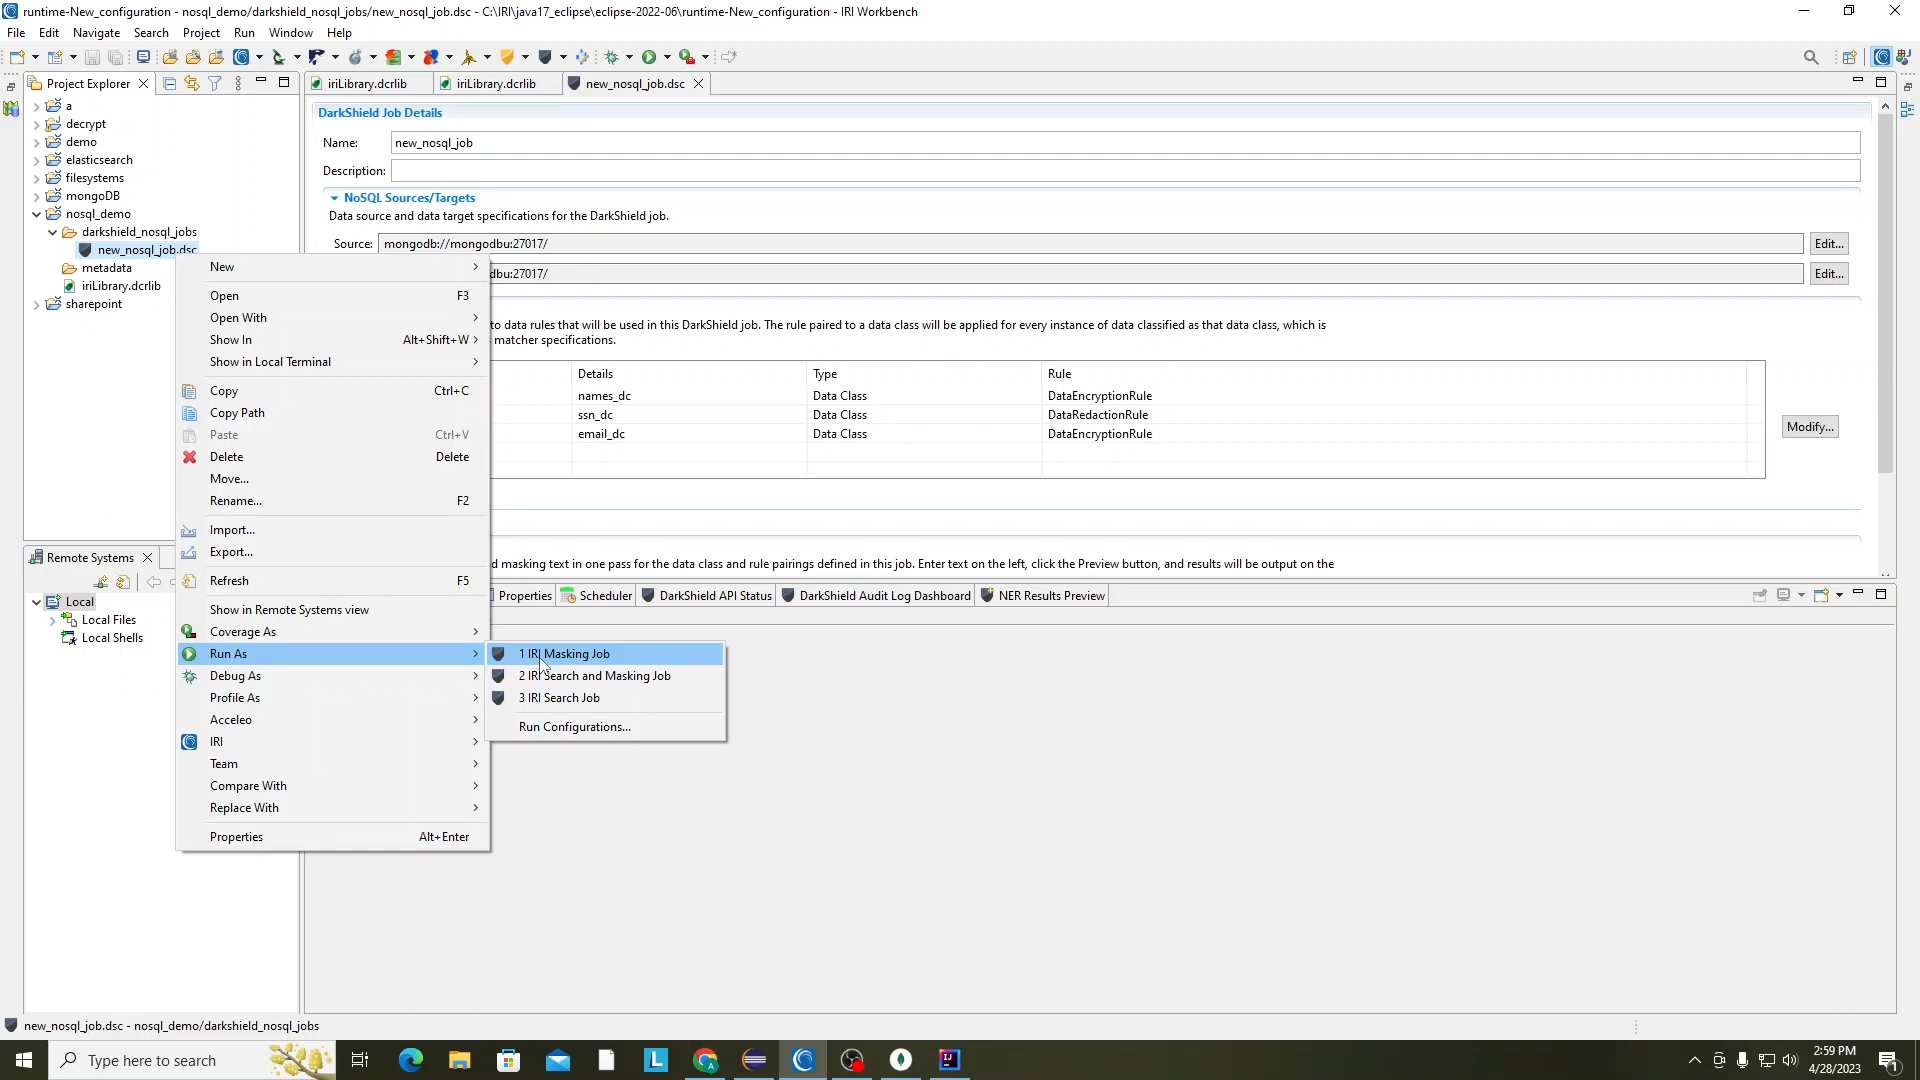 runtime-New_configuration - nosql_demo/darkshield_nosql_jobs/new_nosql_job.dsc - C:\IRI\java17_eclipse\eclipse-2022-06\runtime-New_configuration - IRI Workbench
File Edit Navigate Search Project Run Window Help
Project Explorer
iriLibrary.dcrlib
iriLibrary.dcrlib
new_nosql_job.dsc
a
decrypt
demo
elasticsearch
filesystems
mongoDB
nosql_demo
darkshield_nosql_jobs
new_nosql_job.dsc
metadata
iriLibrary.dcrlib
sharepoint
DarkShield Job Details
Name: new_nosql_job
Description:
NoSQL Sources/Targets
Data source and data target specifications for the DarkShield job.
Source: mongodb://mongodbu:27017/ Edit...
dbu:27017/ Edit...
to data rules that will be used in this DarkShield job. The rule paired to a data class will be applied for every instance of data classified as that data class, which is
matcher specifications.
Details Type Rule
names_dc Data Class DataEncryptionRule
ssn_dc Data Class DataRedactionRule
email_dc Data Class DataEncryptionRule
Modify...
d masking text in one pass for the data class and rule pairings defined in this job. Enter text on the left, click the Preview button, and results will be output on the
New
Open F3
Open With
Show In Alt+Shift+W
Show in Local Terminal
Copy Ctrl+C
Copy Path
Paste Ctrl+V
Delete Delete
Move...
Rename... F2
Import...
Export...
Refresh F5
Show in Remote Systems view
Coverage As
Run As
Debug As
Profile As
Acceleo
IRI
Team
Compare With
Replace With
Properties Alt+Enter
1 IRI Masking Job
2 IRI Search and Masking Job
3 IRI Search Job
Run Configurations...
Remote Systems
Local
Local Files
Local Shells
Properties Scheduler DarkShield API Status DarkShield Audit Log Dashboard NER Results Preview
new_nosql_job.dsc - nosql_demo/darkshield_nosql_jobs
Type here to search
L
A
IJ
2:59 PM
4/28/2023
1